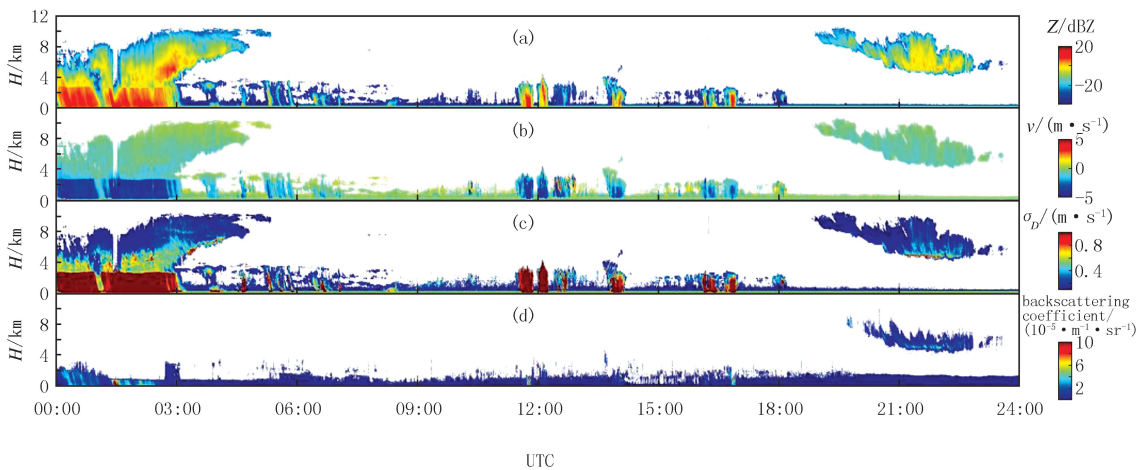 12
8
4
0
H/km
(a)
Z/dBZ
20
−20
8
4
0
H/km
(b)
v/(m·s⁻¹)
5
−5
8
4
0
H/km
(c)
σ_D/(m·s⁻¹)
0.8
0.4
8
4
0
H/km
(d)
backscattering
coefficient/
(10⁻⁵·m⁻¹·sr⁻¹)
10
6
2
00:00 03:00 06:00 09:00 12:00 15:00 18:00 21:00 24:00
UTC